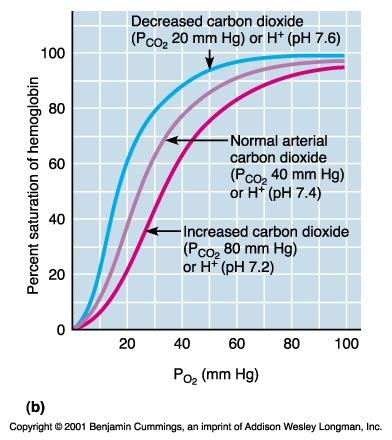 Decreased carbon dioxide
(PCO2 20 mm Hg) or H+ (pH 7.6)
100
80
60
40
20
0
Percent saturation of hemoglobin
Normal arterial
carbon dioxide
(PCO2 40 mm Hg)
or H+ (pH 7.4)
Increased carbon dioxide
(PCO2 80 mm Hg)
or H+ (pH 7.2)
20 40 60 80 100
PO2 (mm Hg)
(b)
Copyright © 2001 Benjamin Cummings, an imprint of Addison Wesley Longman, Inc.